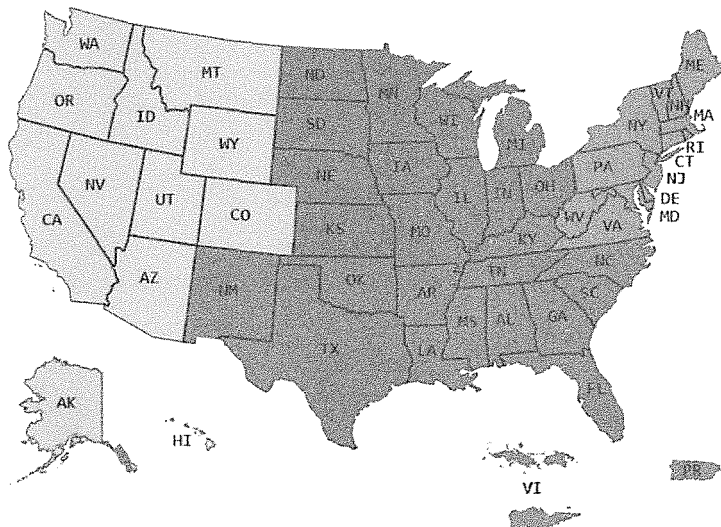 WA
MT
ND
MN
ME
VT
NH
OR
ID
SD
WI
NY
MA
WY
MI
RI
CT
NE
IA
PA
NJ
NV
UT
CO
IL
IN
OH
DE
MD
CA
KS
MO
KY
WV
VA
AZ
NM
OK
AR
TN
NC
SC
MS
AL
GA
TX
LA
FL
AK
HI
PR
VI